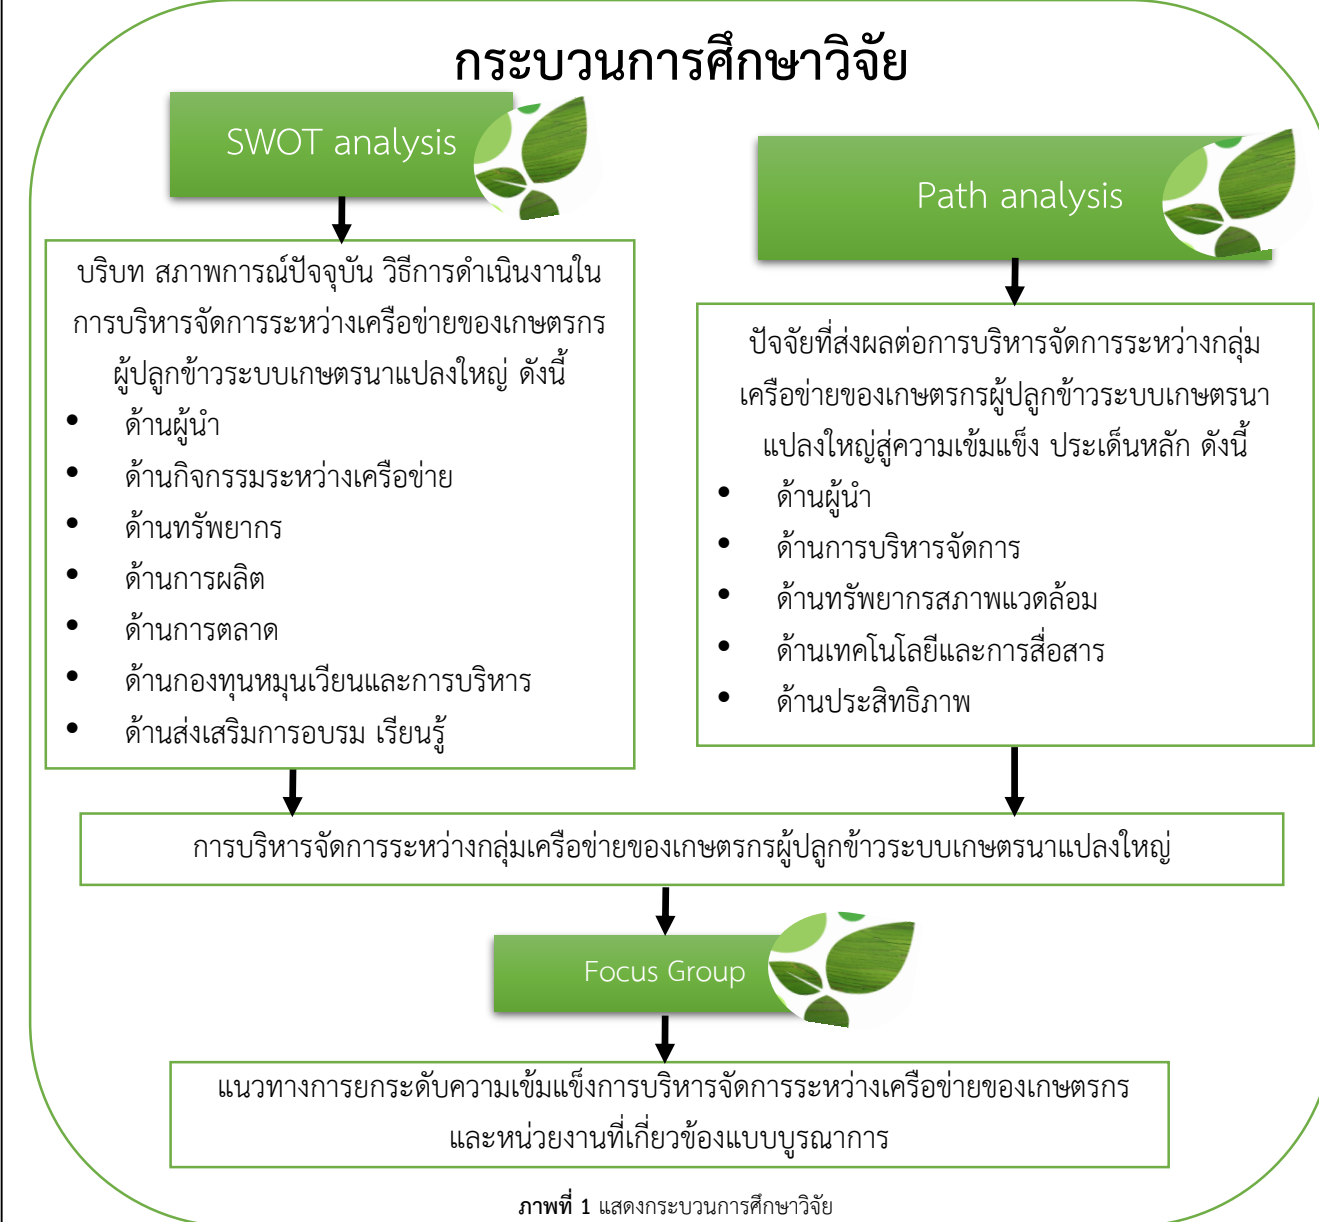 กระบวนการศึกษาวิจัย
SWOT analysis
บริบท สภาพการณ์ปัจจุบัน วิธีการดำเนินงานใน
การบริหารจัดการระหว่างเครือข่ายของเกษตรกร
ผู้ปลูกข้าวระบบเกษตรนาแปลงใหญ่ ดังนี้
• ด้านผู้นำ
• ด้านกิจกรรมระหว่างเครือข่าย
• ด้านทรัพยากร
• ด้านการผลิต
• ด้านการตลาด
• ด้านกองทุนหมุนเวียนและการบริหาร
• ด้านส่งเสริมการอบรม เรียนรู้
Path analysis
ปัจจัยที่ส่งผลต่อการบริหารจัดการระหว่างกลุ่ม
เครือข่ายของเกษตรกรผู้ปลูกข้าวระบบเกษตรนา
แปลงใหญ่สู่ความเข้มแข็ง ประเด็นหลัก ดังนี้
• ด้านผู้นำ
• ด้านการบริหารจัดการ
• ด้านทรัพยากรสภาพแวดล้อม
• ด้านเทคโนโลยีและการสื่อสาร
• ด้านประสิทธิภาพ
การบริหารจัดการระหว่างกลุ่มเครือข่ายของเกษตรกรผู้ปลูกข้าวระบบเกษตรนาแปลงใหญ่
Focus Group
แนวทางการยกระดับความเข้มแข็งการบริหารจัดการระหว่างเครือข่ายของเกษตรกร
และหน่วยงานที่เกี่ยวข้องแบบบูรณาการ
ภาพที่ 1 แสดงกระบวนการศึกษาวิจัย